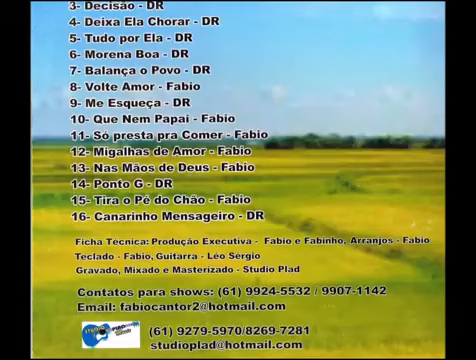 3- Decisão - DR
4- Deixa Ela Chorar - DR
5- Tudo por Ela - DR
6- Morena Boa - DR
7- Balança o Povo - DR
8- Volte Amor - Fabio
9- Me Esqueça - DR
10- Que Nem Papai - Fabio
11- Só presta pra Comer - Fabio
12- Migalhas de Amor - Fabio
13- Nas Mãos de Deus - Fabio
14- Ponto G - DR
15- Tira o Pé do Chão - Fabio
16- Canarinho Mensageiro - DR
Ficha Técnica: Produção Executiva - Fabio e Fabinho, Arranjos - Fabio
Teclado - Fabio, Guitarra - Léo Sérgio
Gravado, Mixado e Masterizado - Studio Plad
Contatos para shows: (61) 9924-5532 / 9907-1142
Email: fabiocantor2@hotmail.com
(61) 9279-5970/8269-7281
studioplad@hotmail.com